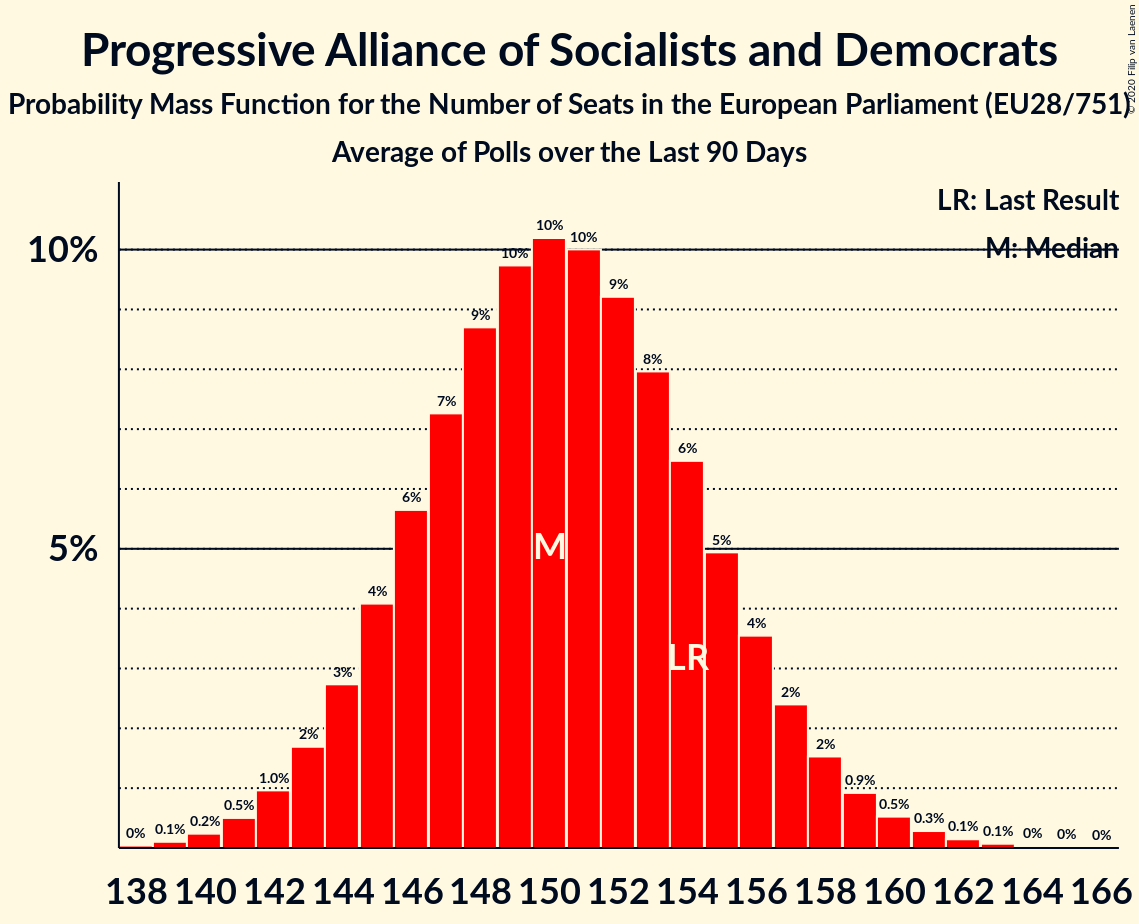 Progressive Alliance of Socialists and Democrats
Probability Mass Function for the Number of Seats in the European Parliament (EU28/751)
Average of Polls over the Last 90 Days
© 2020 Filip van Laenen
LR: Last Result
M: Median
10%
5%
0% 0.1% 0.2% 0.5% 1.0% 2% 3% 4% 6% 7% 9% 10% 10% 10% 9% 8% 6% 5% 4% 2% 2% 0.9% 0.5% 0.3% 0.1% 0.1% 0% 0% 0%
M
LR
138 140 142 144 146 148 150 152 154 156 158 160 162 164 166